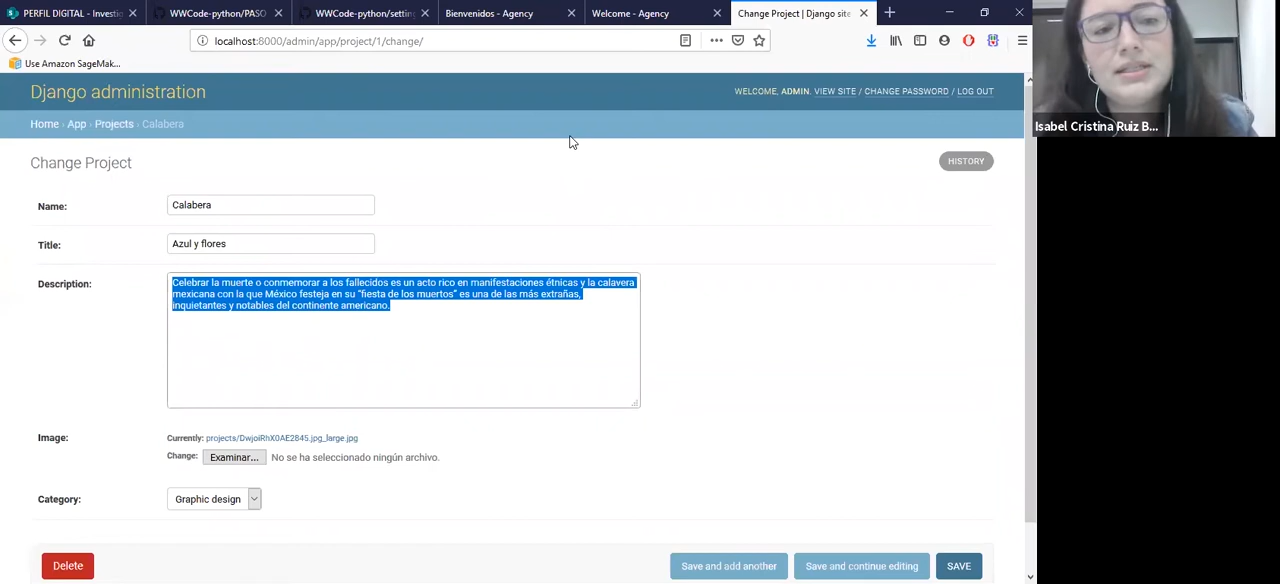 PERFIL DIGITAL - Investig
WWCode-python/PASO
WWCode-python/settin
Bienvenidos - Agency
Welcome - Agency
Change Project | Django site
localhost:8000/admin/app/project/1/change/
Use Amazon SageMak...
Django administration
WELCOME, ADMIN. VIEW SITE / CHANGE PASSWORD / LOG OUT
Home › App › Projects › Calabera
Change Project
HISTORY
Name:
Calabera
Title:
Azul y flores
Description:
Celebrar la muerte o conmemorar a los fallecidos es un acto rico en manifestaciones étnicas y la calavera
mexicana con la que México festeja en su “fiesta de los muertos” es una de las más extrañas,
inquietantes y notables del continente americano.
Image:
Currently: projects/DwjoiRhX0AE2845.jpg_large.jpg
Change: Examinar... No se ha seleccionado ningún archivo.
Category:
Graphic design
Delete
Save and add another
Save and continue editing
SAVE
Isabel Cristina Ruiz B...